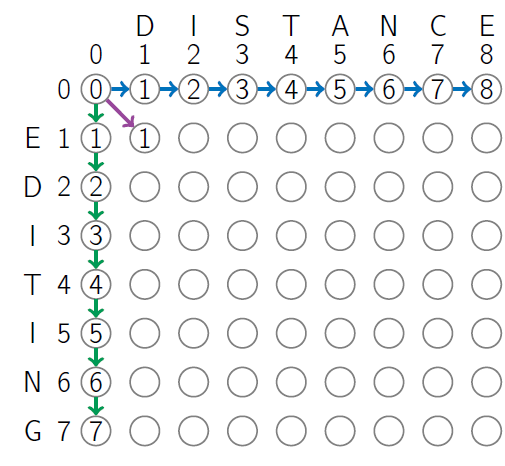 D I S T A N C E
0 1 2 3 4 5 6 7 8
0 0 1 2 3 4 5 6 7 8
E 1 1 1
D 2 2
I 3 3
T 4 4
I 5 5
N 6 6
G 7 7